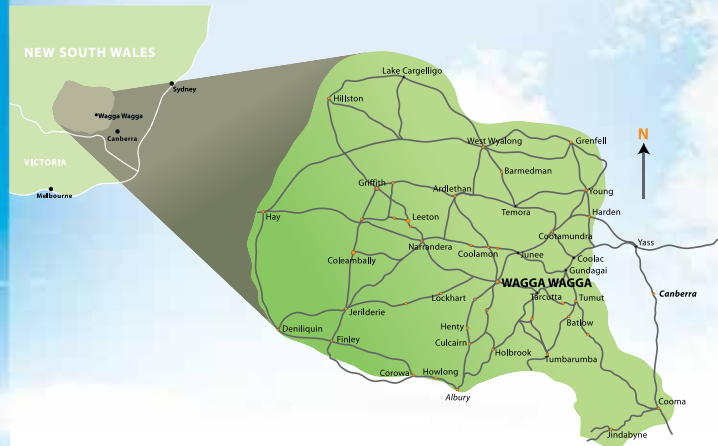 NEW SOUTH WALES
Sydney
Wagga Wagga
Canberra
VICTORIA
Melbourne
Lake Cargelligo
Hillston
West Wyalong
Grenfell
N
Barmedman
Griffith
Ardlethan
Young
Temora
Harden
Hay
Leeton
Cootamundra
Yass
Narrandera
Coolamon
Junee
Coolac
Coleambally
Gundagai
WAGGA WAGGA
Canberra
Lockhart
Tarcutta
Tumut
Jerilderie
Batlow
Deniliquin
Henty
Finley
Culcairn
Holbrook
Tumbarumba
Corowa
Howlong
Albury
Cooma
Jindabyne